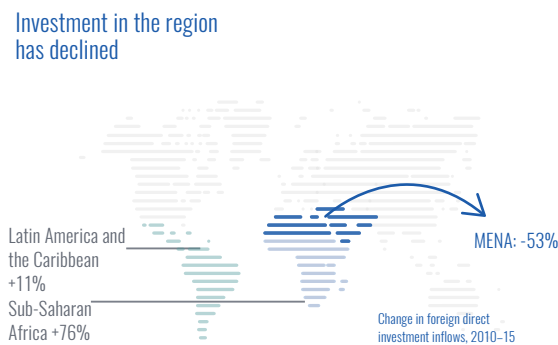 Investment in the region
has declined
Latin America and
the Caribbean
+11%
Sub-Saharan
Africa +76%
MENA: -53%
Change in foreign direct
investment inflows, 2010–15